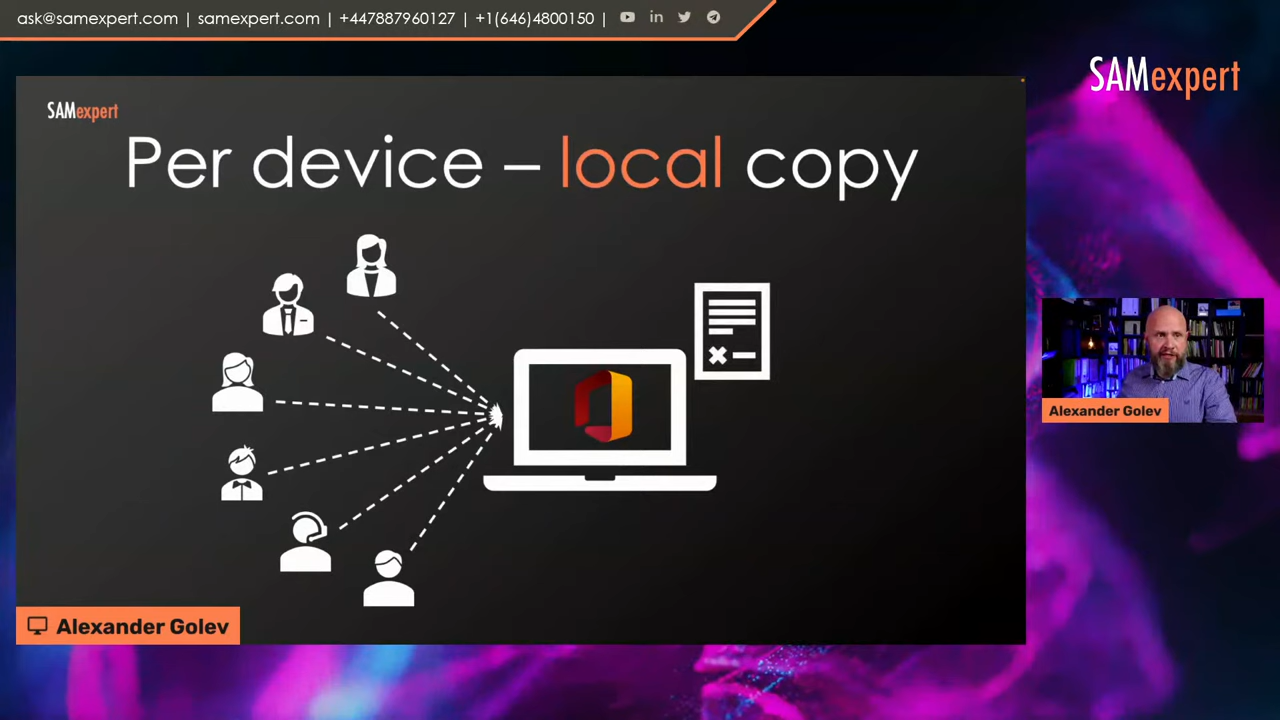 ask@samexpert.com | samexpert.com | +447887960127 | +1(646)4800150 |
SAMexpert
SAMexpert
Per device – local copy
Alexander Golev
Alexander Golev